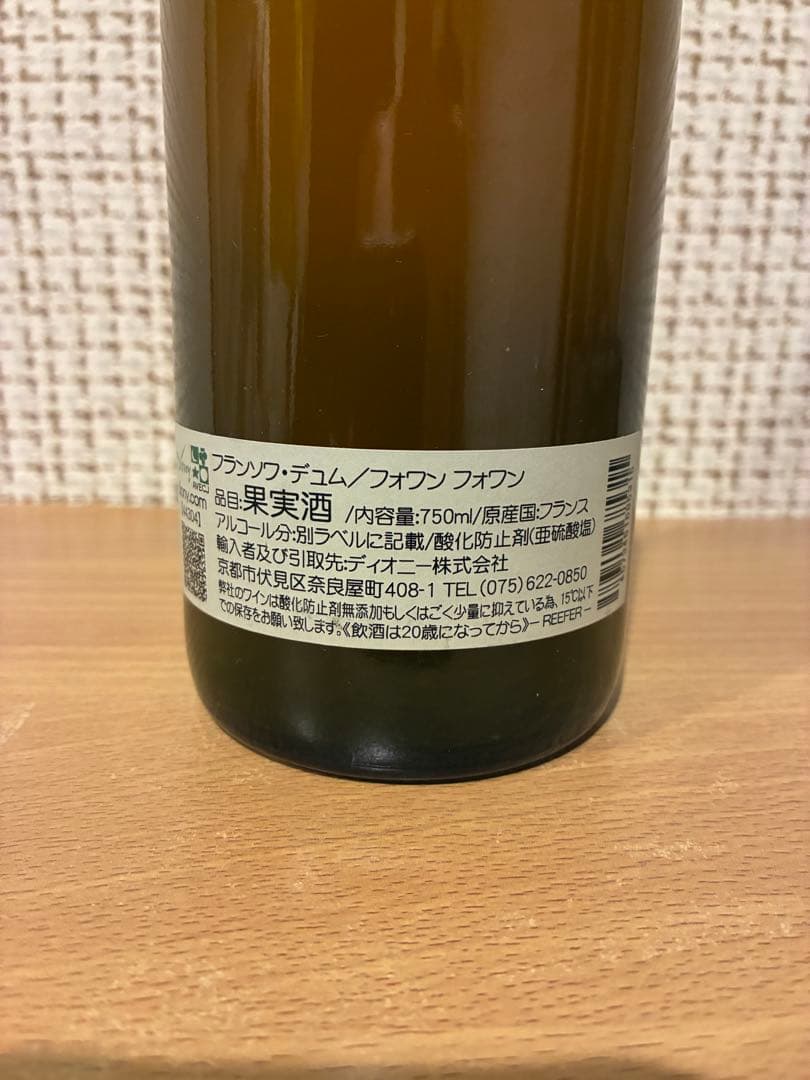 フランソワ・デュム／フォワン フォワン
品目:果実酒 /内容量:750ml/原産国:フランス
アルコール分:別ラベルに記載/酸化防止剤(亜硫酸塩)
輸入者及び引取先:ディオニー株式会社
京都市伏見区奈良屋町408-1 TEL(075)622-0850
弊社のワインは酸化防止剤無添加もしくはごく少量に抑えている為、15℃以下
での保存をお願い致します。《飲酒は20歳になってから》− REEFER −
AVEC
ony.com
4304]